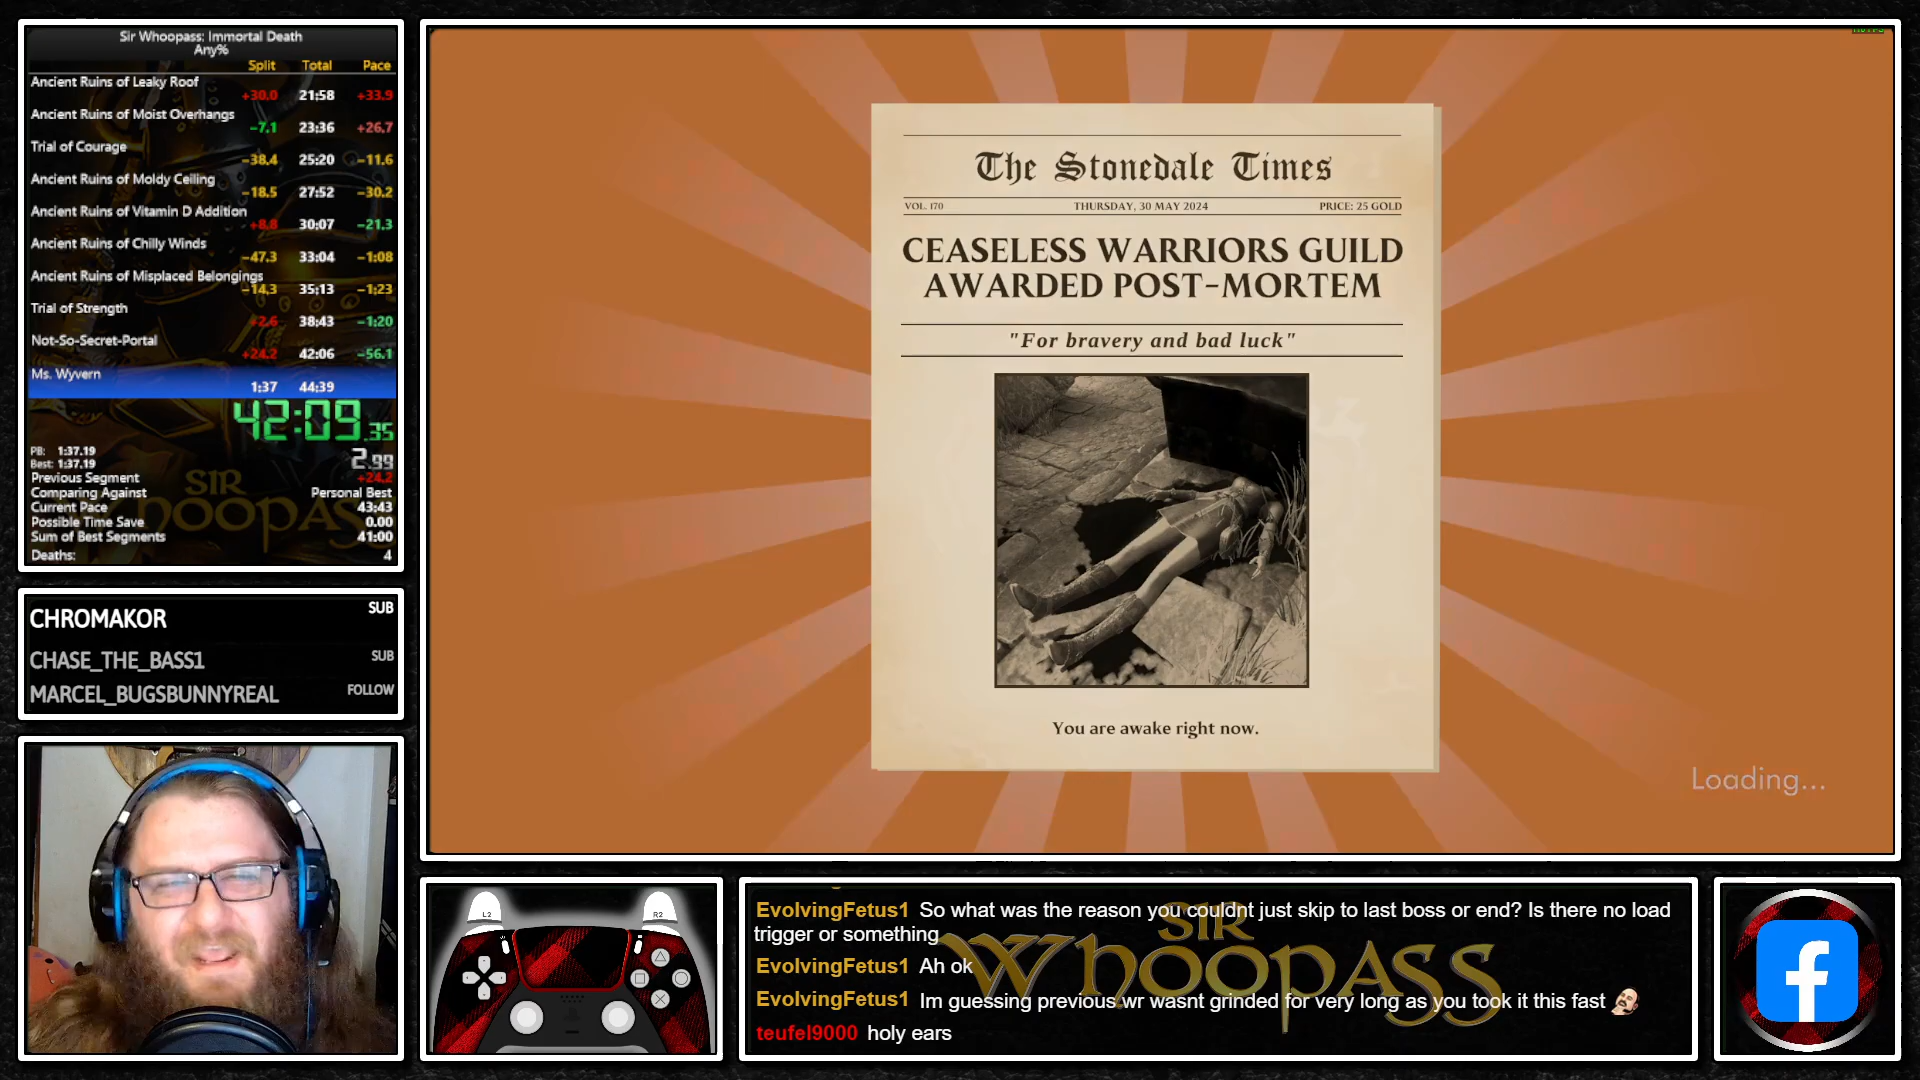 Sir Whoopass: Immortal Death
Any%
Split Total Pace
Ancient Ruins of Leaky Roof
+30.0 21:58 +33.9
Ancient Ruins of Moist Overhangs
-7.1 23:36 +26.7
Trial of Courage
-38.4 25:20 -11.6
Ancient Ruins of Moldy Ceiling
-18.5 27:52 -30.2
Ancient Ruins of Vitamin D Addition
+8.8 30:07 -21.3
Ancient Ruins of Chilly Winds
-47.3 33:04 -1:08
Ancient Ruins of Misplaced Belongings
-14.3 35:13 -1:23
Trial of Strength
+2.6 38:43 -1:20
Not-So-Secret-Portal
+24.2 42:06 -56.1
Ms. Wyvern
1:37 44:39
42:09.35
PB: 1:37.19
Best: 1:37.19
2.99
Previous Segment +24.2
Comparing Against Personal Best
Current Pace 43:43
Possible Time Save 0.00
Sum of Best Segments 41:00
Deaths: 4
SIR
WHOOPASS
CHROMAKOR SUB
CHASE_THE_BASS1 SUB
MARCEL_BUGSBUNNYREAL FOLLOW
The Stonedale Times
VOL. 170 THURSDAY, 30 MAY 2024 PRICE: 25 GOLD
CEASELESS WARRIORS GUILD
AWARDED POST-MORTEM
"For bravery and bad luck"
You are awake right now.
Loading...
L2 R2
EvolvingFetus1 So what was the reason you couldnt just skip to last boss or end? Is there no load
trigger or something
EvolvingFetus1 Ah ok
EvolvingFetus1 Im guessing previous wr wasnt grinded for very long as you took it this fast
teufel9000 holy ears
SIR
WHOOPASS
f